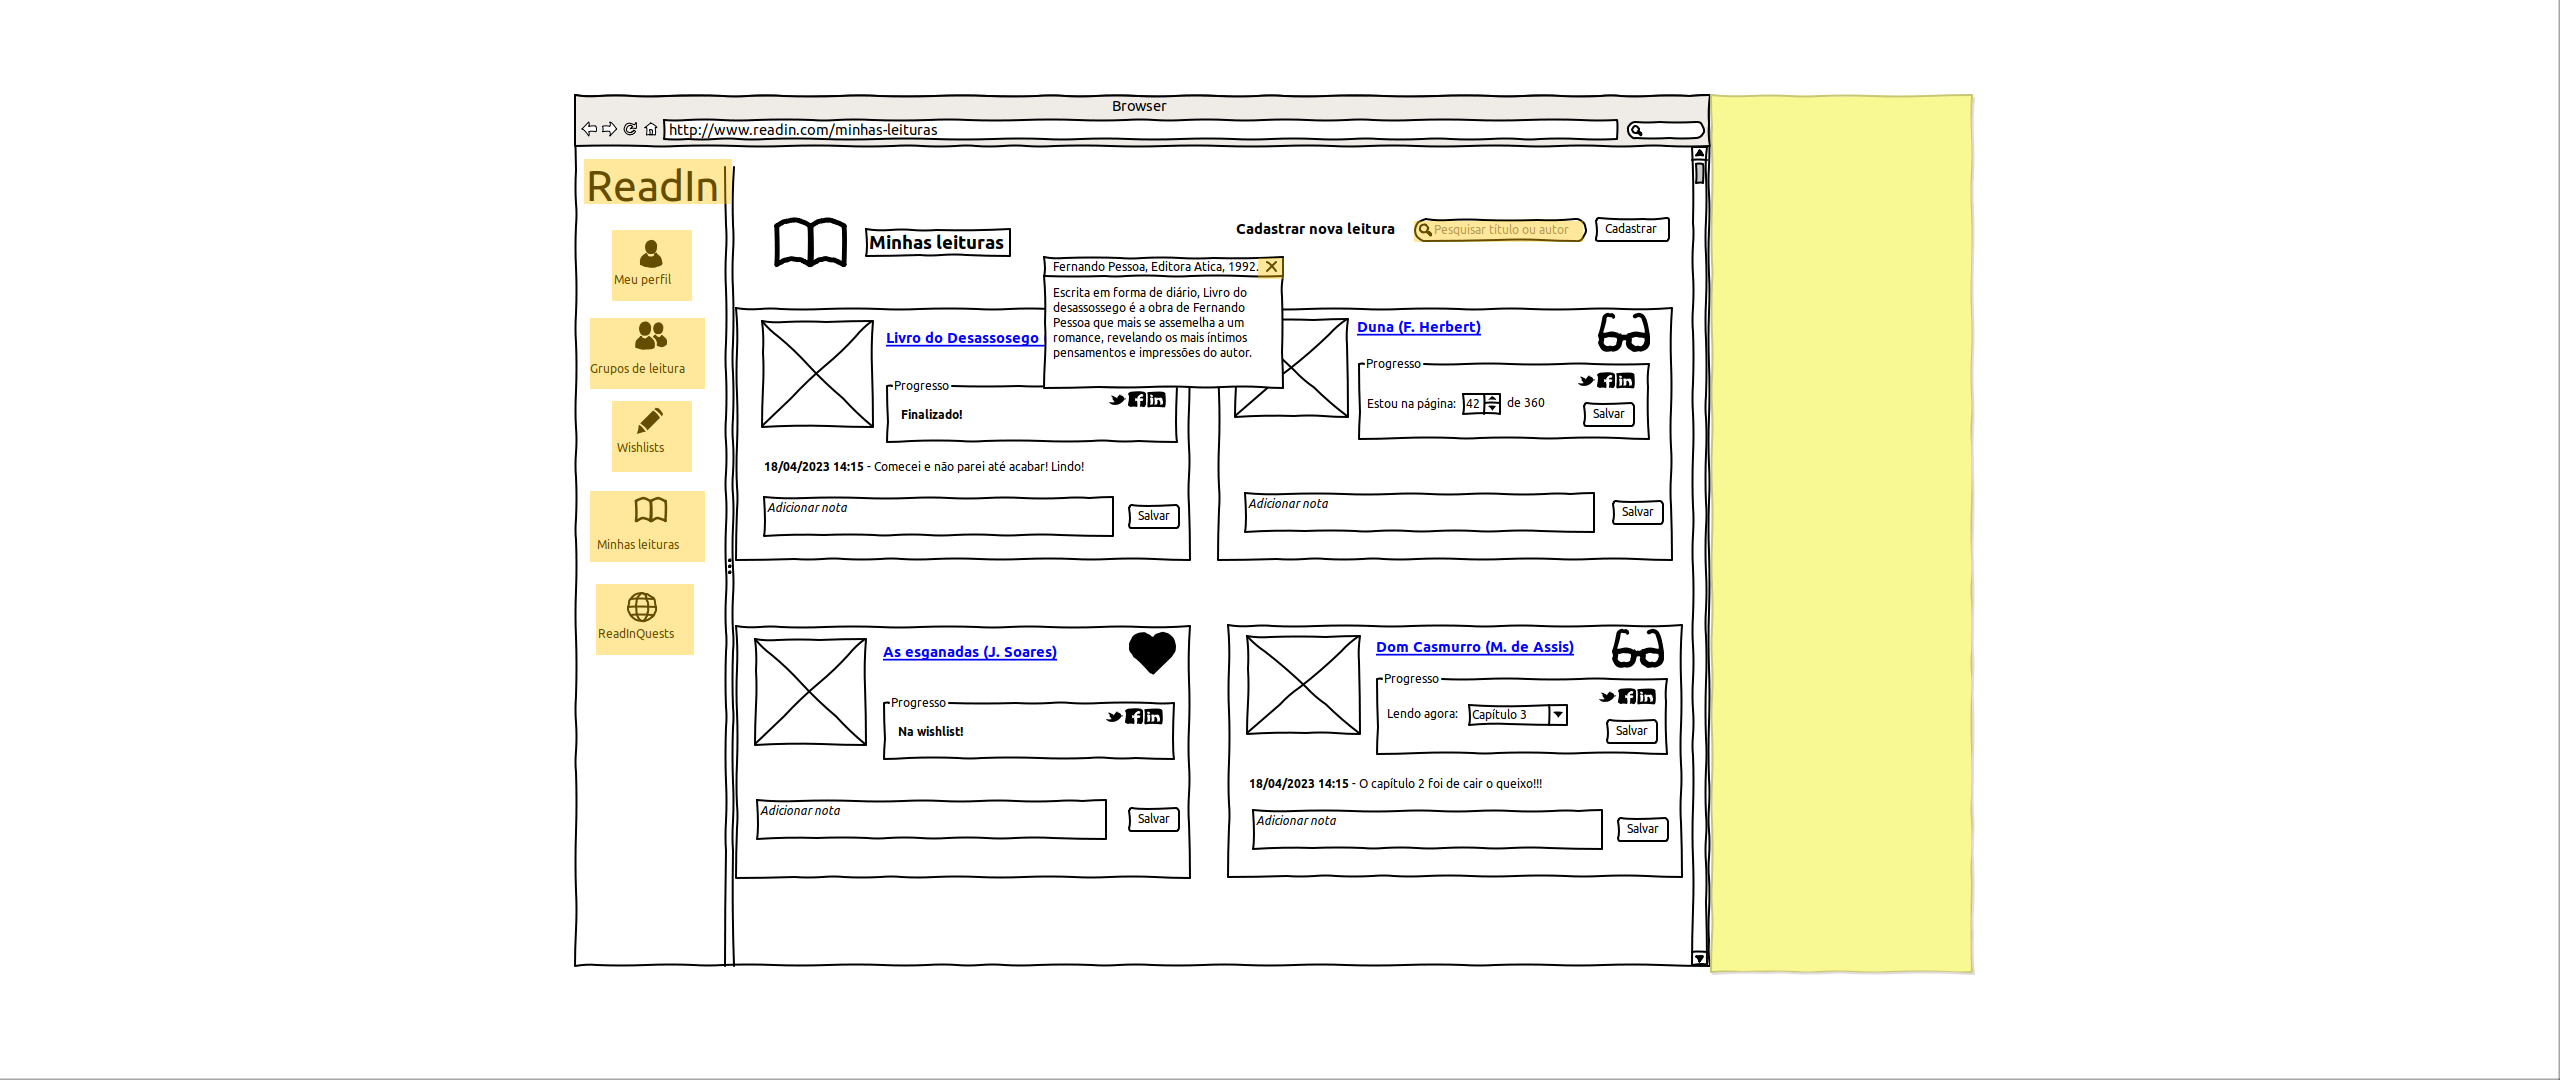 Browser
http://www.readin.com/minhas-leituras
ReadIn
Meu perfil
Grupos de leitura
Wishlists
Minhas leituras
ReadInQuests
Minhas leituras
Cadastrar nova leitura
Pesquisar título ou autor
Cadastrar
Fernando Pessoa, Editora Atica, 1992.
Escrita em forma de diário, Livro do
desassossego é a obra de Fernando
Pessoa que mais se assemelha a um
romance, revelando os mais íntimos
pensamentos e impressões do autor.
Livro do Desassosego
Progresso
Finalizado!
18/04/2023 14:15 - Comecei e não parei até acabar! Lindo!
Adicionar nota
Salvar
Duna (F. Herbert)
Progresso
Estou na página: 42 de 360
Salvar
Adicionar nota
Salvar
As esganadas (J. Soares)
Progresso
Na wishlist!
Adicionar nota
Salvar
Dom Casmurro (M. de Assis)
Progresso
Lendo agora: Capítulo 3
Salvar
18/04/2023 14:15 - O capítulo 2 foi de cair o queixo!!!
Adicionar nota
Salvar